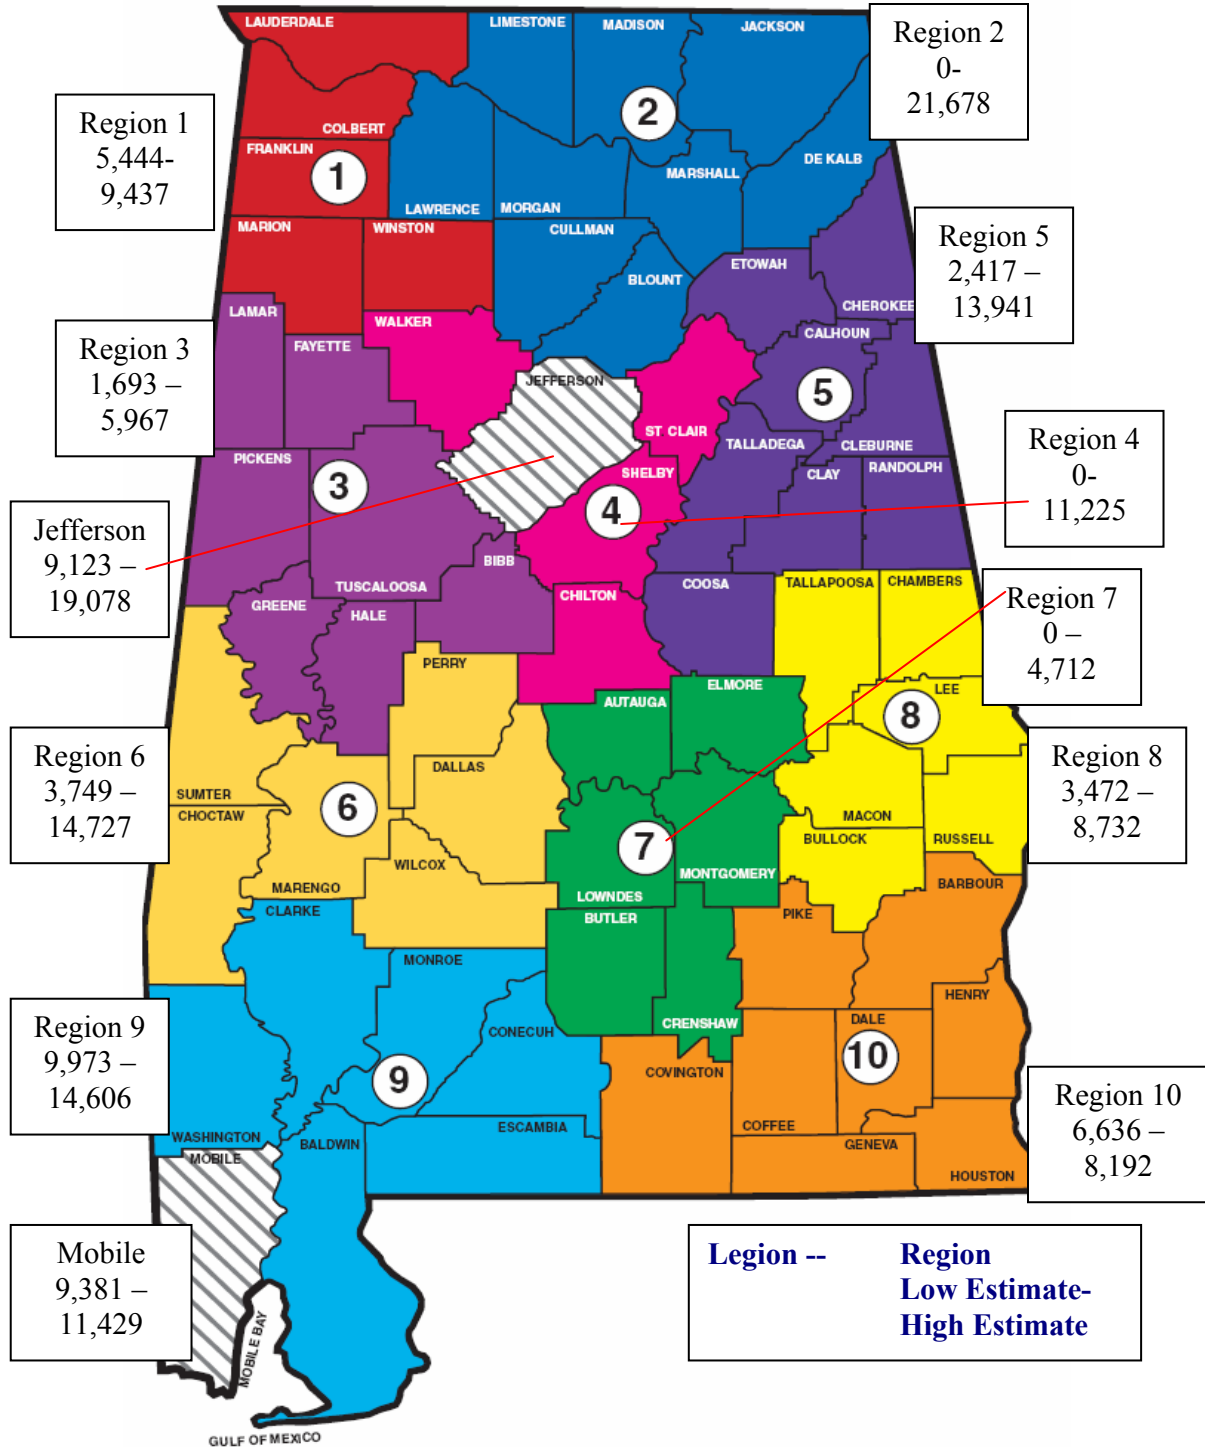 LAUDERDALE
LIMESTONE
MADISON
JACKSON
Region 2
0-
21,678
Region 1
5,444-
9,437
COLBERT
FRANKLIN
1
2
LAWRENCE
MORGAN
MARSHALL
DE KALB
MARION
WINSTON
CULLMAN
BLOUNT
ETOWAH
CHEROKEE
Region 5
2,417 –
13,941
LAMAR
FAYETTE
WALKER
JEFFERSON
CALHOUN
5
Region 3
1,693 –
5,967
ST CLAIR
TALLADEGA
CLEBURNE
PICKENS
3
SHELBY
4
CLAY
RANDOLPH
Region 4
0-
11,225
Jefferson
9,123 –
19,078
TUSCALOOSA
BIBB
GREENE
HALE
CHILTON
COOSA
TALLAPOOSA
CHAMBERS
Region 7
0 –
4,712
PERRY
AUTAUGA
ELMORE
LEE
8
Region 6
3,749 –
14,727
SUMTER
CHOCTAW
6
DALLAS
MARENGO
WILCOX
7
LOWNDES
MONTGOMERY
MACON
BULLOCK
RUSSELL
Region 8
3,472 –
8,732
CLARKE
BUTLER
PIKE
BARBOUR
MONROE
CONECUH
CRENSHAW
HENRY
DALE
10
Region 9
9,973 –
14,606
WASHINGTON
9
ESCAMBIA
COVINGTON
COFFEE
GENEVA
HOUSTON
Region 10
6,636 –
8,192
MOBILE
BALDWIN
Mobile
9,381 –
11,429
MOBILE BAY
GULF OF MEXICO
Legion -- Region
Low Estimate-
High Estimate